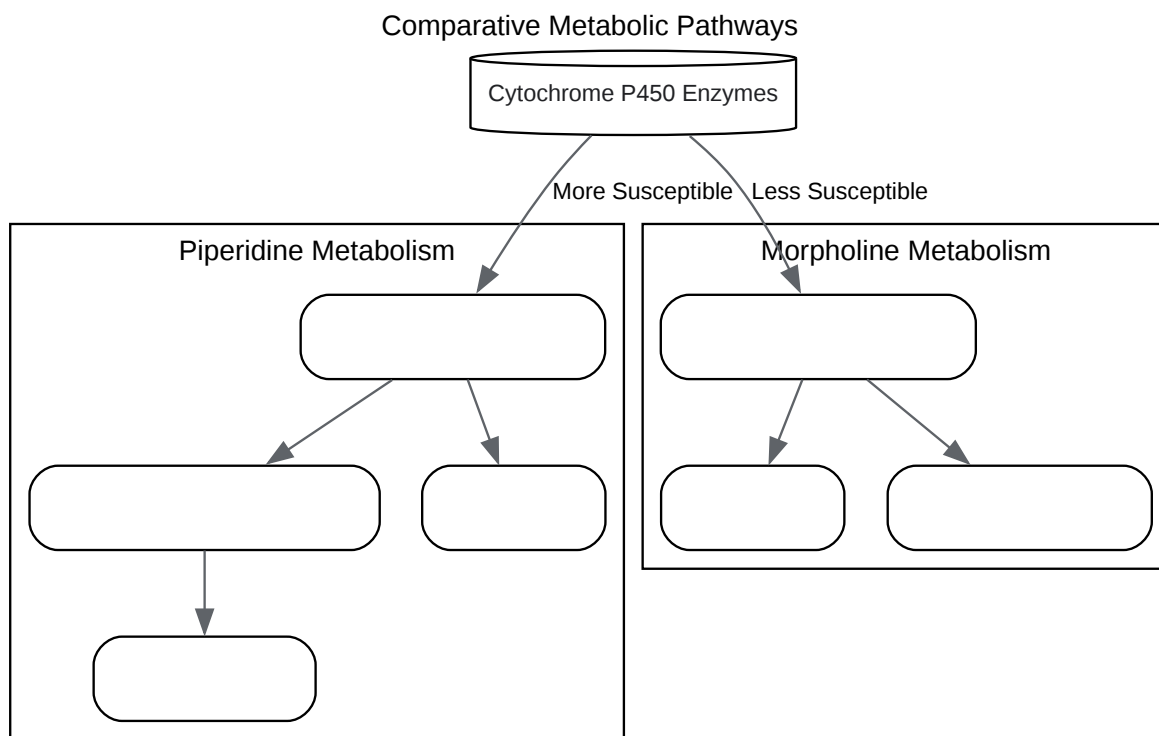 Comparative Metabolic Pathways
Cytochrome P450 Enzymes
More Susceptible
Less Susceptible
Piperidine Metabolism
Morpholine Metabolism